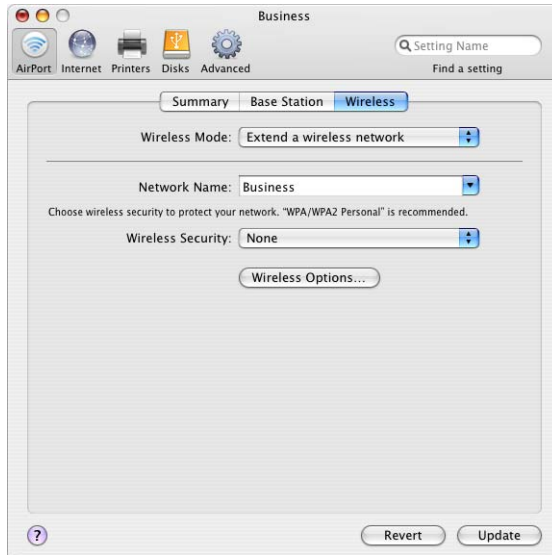 Business
Setting Name
AirPort Internet Printers Disks Advanced Find a setting
Summary Base Station Wireless
Wireless Mode: Extend a wireless network
Network Name: Business
Choose wireless security to protect your network. “WPA/WPA2 Personal” is recommended.
Wireless Security: None
Wireless Options...
? Revert Update